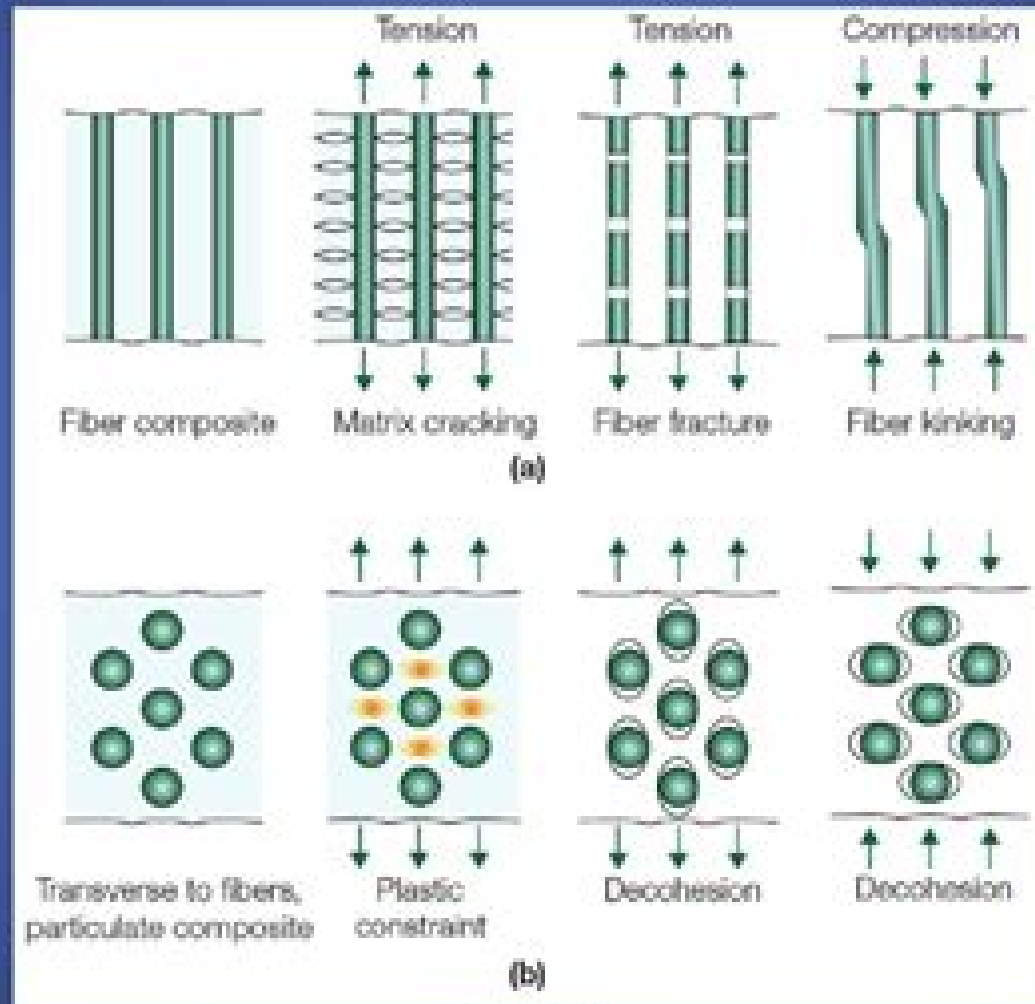 Tension
Tension
Compression
Fiber composite
Matrix cracking
Fiber fracture
Fiber kinking
(a)
Transverse to fibers,
particulate composite
Plastic
constraint
Decohesion
Decohesion
(b)